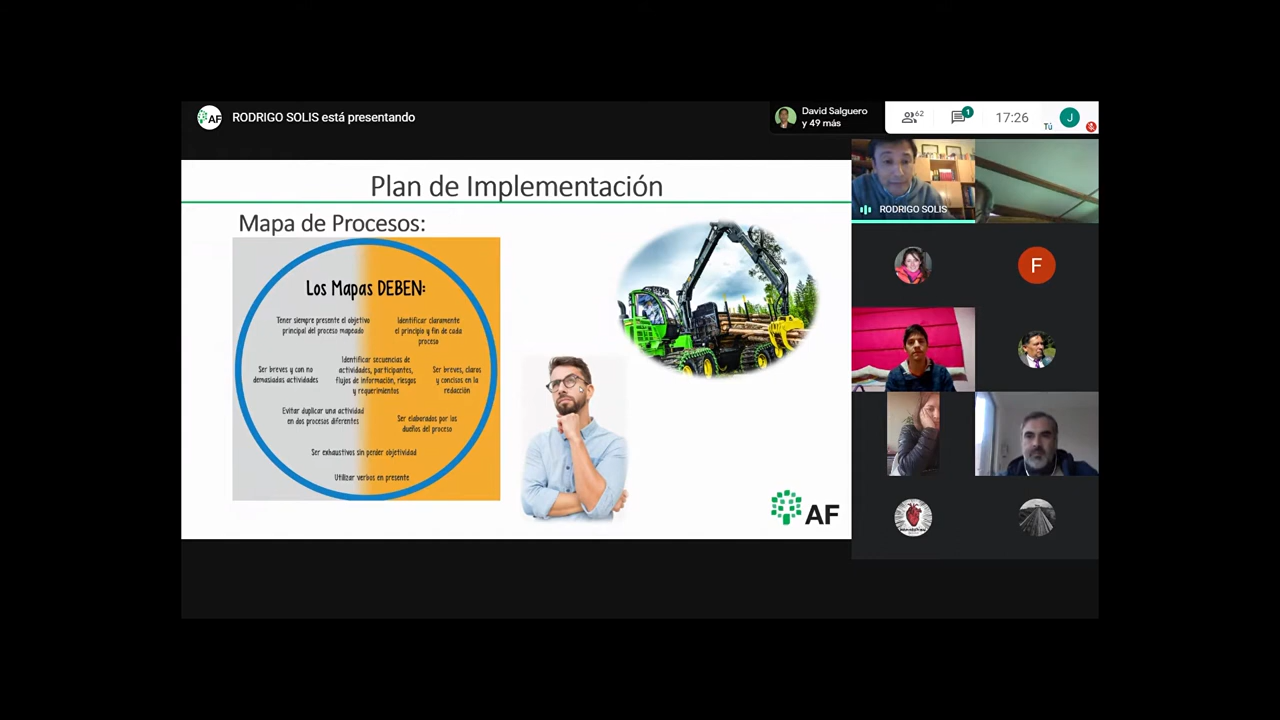 AF
RODRIGO SOLIS está presentando
David Salguero
y 49 más
62
1
17:26
Tú
J
Plan de Implementación
Mapa de Procesos:
Los Mapas DEBEN:
Tener siempre presente el objetivo
principal del proceso mapeado
Identificar claramente
el principio y fin de cada
proceso
Ser breves y con no
demasiadas actividades
Identificar secuencias de
actividades, participantes,
flujos de información, riesgos
y requerimientos
Ser breves, claros
y concisos en la
redacción
Evitar duplicar una actividad
en dos procesos diferentes
Ser elaborados por los
dueños del proceso
Ser exhaustivos sin perder objetividad
Utilizar verbos en presente
AF
RODRIGO SOLIS
F